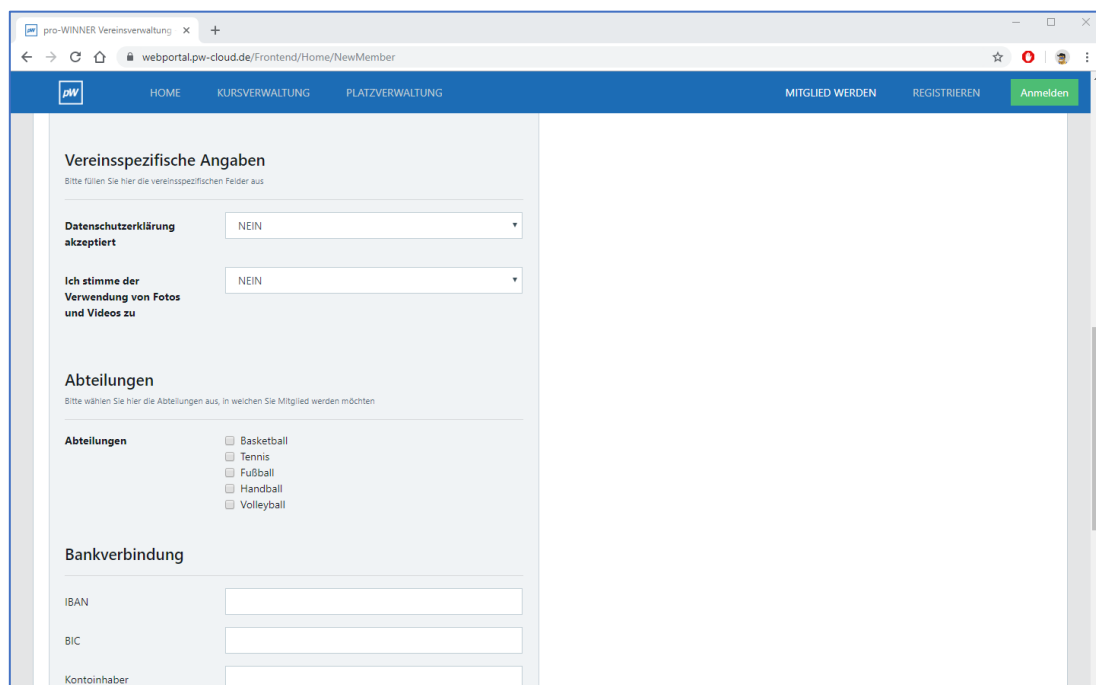 pro-WINNER Vereinsverwaltung
webportal.pw-cloud.de/Frontend/Home/NewMember
pW HOME KURSVERWALTUNG PLATZVERWALTUNG MITGLIED WERDEN REGISTRIEREN Anmelden
Vereinsspezifische Angaben
Bitte füllen Sie hier die vereinsspezifischen Felder aus
Datenschutzerklärung
akzeptiert
NEIN
Ich stimme der
Verwendung von Fotos
und Videos zu
NEIN
Abteilungen
Bitte wählen Sie hier die Abteilungen aus, in welchen Sie Mitglied werden möchten
Abteilungen
Basketball
Tennis
Fußball
Handball
Volleyball
Bankverbindung
IBAN
BIC
Kontoinhaber